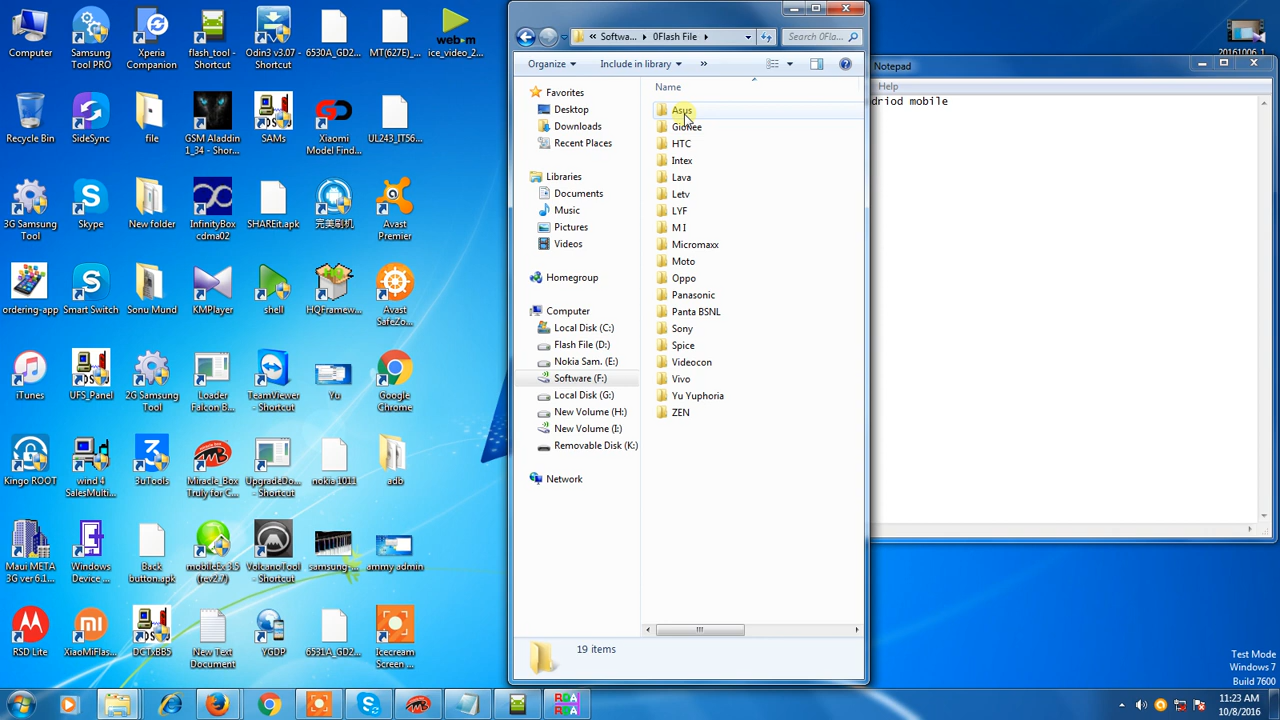 Computer
Samsung
Tool PRO
Xperia
Companion
flash_tool -
Shortcut
Odin3 v3.07 -
Shortcut
6530A_GD2...
MT(627E)_...
ice_video_2...
Recycle Bin
SideSync
file
GSM Aladdin
1_34 - Shor...
SAMs
Xiaomi
Model Find...
UL243_IT56...
3G Samsung
Tool
Skype
New folder
InfinityBox
cdma02
SHAREit.apk
完美刷机
Avast
Premier
ordering-app
Smart Switch
Sonu Mund
KMPlayer
shell
HQFramew...
Avast
SafeZo...
iTunes
UFS_Panel
2G Samsung
Tool
Loader
Falcon B...
TeamViewer
- Shortcut
Yu
Google
Chrome
Kingo ROOT
wind 4
SalesMulti...
3uTools
Miracle_Box
Truly for C...
UpgradeDo...
- Shortcut
nokia 1011
adb
Maui META
3G ver 6.1...
Windows
Device ...
Back
button.apk
mobileEx 3.5
(rev2.7)
VolcanoTool
- Shortcut
samsung-...
ammy admin
RSD Lite
XiaoMiFlas...
DCTxBB5
New Text
Document
YGDP
6531A_GD2...
Icecream
Screen ...
Softwa...
0Flash File
Search 0Fla...
Organize
Include in library
»
Favorites
Desktop
Downloads
Recent Places
Libraries
Documents
Music
Pictures
Videos
Homegroup
Computer
Local Disk (C:)
Flash File (D:)
Nokia Sam. (E:)
Software (F:)
Local Disk (G:)
New Volume (H:)
New Volume (I:)
Removable Disk (K:)
Network
Name
Asus
Gionee
HTC
Intex
Lava
Letv
LYF
M I
Micromaxx
Moto
Oppo
Panasonic
Panta BSNL
Sony
Spice
Videocon
Vivo
Yu Yuphoria
ZEN
19 items
20161006_1
Notepad
Help
driod mobile
Test Mode
Windows 7
Build 7600
11:23 AM
10/8/2016